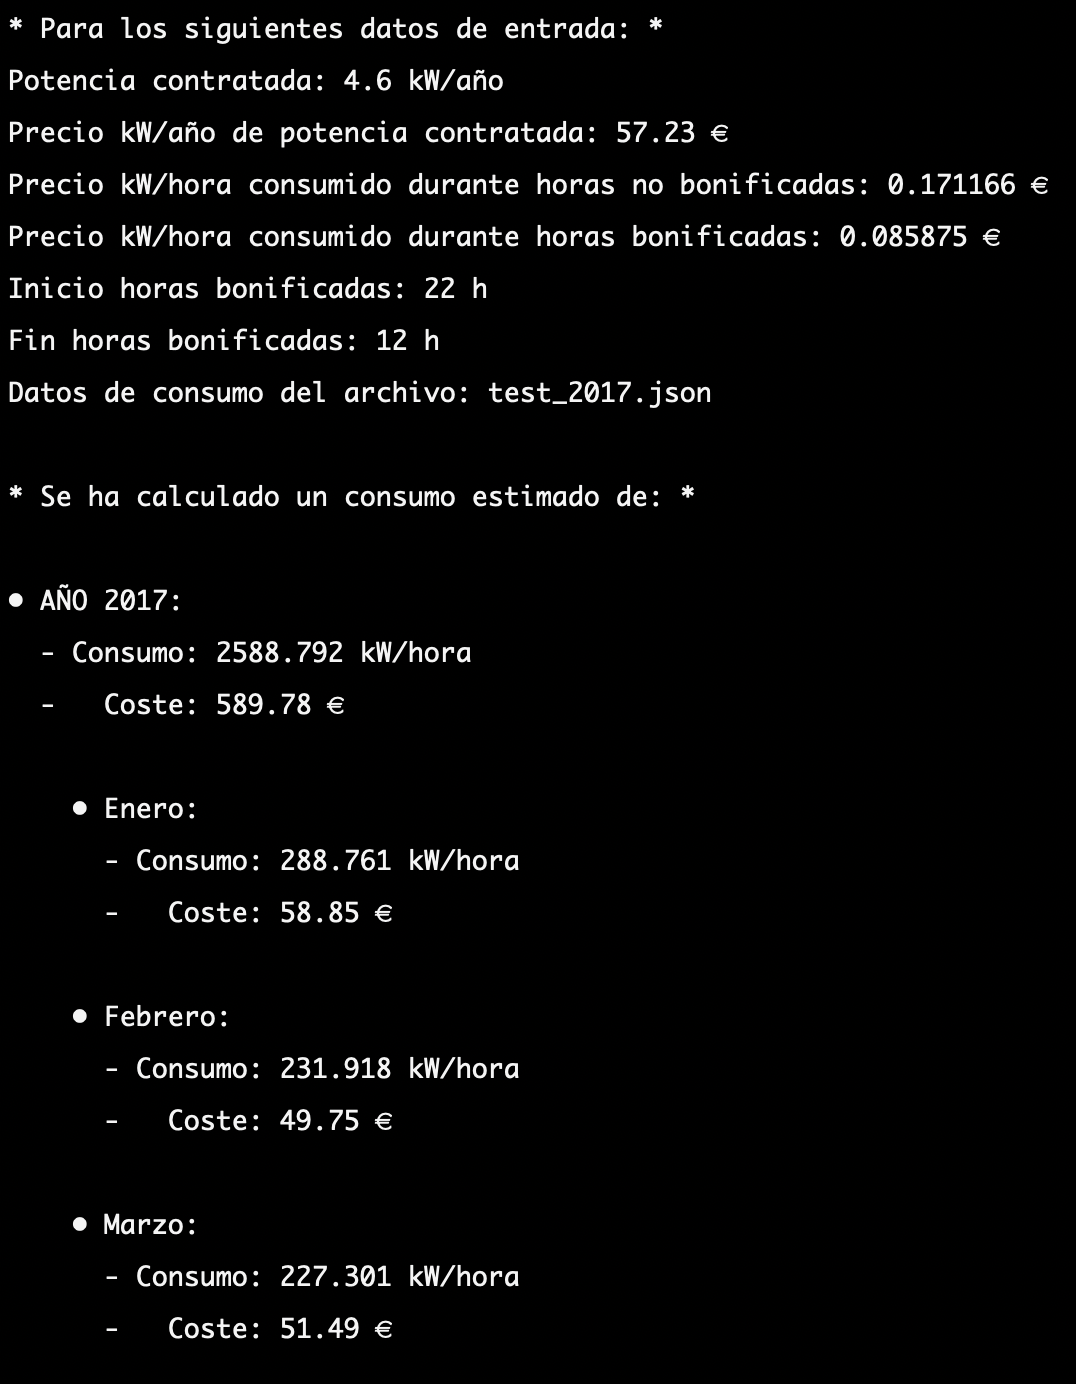 * Para los siguientes datos de entrada: *
Potencia contratada: 4.6 kW/año
Precio kW/año de potencia contratada: 57.23 €
Precio kW/hora consumido durante horas no bonificadas: 0.171166 €
Precio kW/hora consumido durante horas bonificadas: 0.085875 €
Inicio horas bonificadas: 22 h
Fin horas bonificadas: 12 h
Datos de consumo del archivo: test_2017.json
* Se ha calculado un consumo estimado de: *
● AÑO 2017:
- Consumo: 2588.792 kW/hora
-   Coste: 589.78 €
● Enero:
- Consumo: 288.761 kW/hora
-   Coste: 58.85 €
● Febrero:
- Consumo: 231.918 kW/hora
-   Coste: 49.75 €
● Marzo:
- Consumo: 227.301 kW/hora
-   Coste: 51.49 €